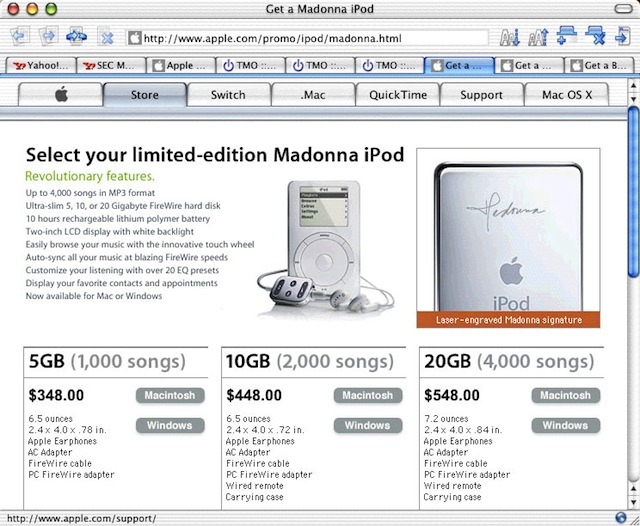 Get a Madonna iPod
http://www.apple.com/promo/ipod/madonna.html
Yahoo!...
SEC M...
Apple ...
TMO ::...
TMO ::...
TMO ::...
Get a ...
Get a ...
Get a B...
Store
Switch
.Mac
QuickTime
Support
Mac OS X
Select your limited-edition Madonna iPod
Revolutionary features.
Up to 4,000 songs in MP3 format
Ultra-slim 5, 10, or 20 Gigabyte FireWire hard disk
10 hours rechargeable lithium polymer battery
Two-inch LCD display with white backlight
Easily browse your music with the innovative touch wheel
Auto-sync all your music at blazing FireWire speeds
Customize your listening with over 20 EQ presets
Display your favorite contacts and appointments
Now available for Mac or Windows
iPod
Playlists
Browse
Extras
Settings
About
Madonna
iPod
Laser-engraved Madonna signature
5GB (1,000 songs)
$348.00
Macintosh
Windows
6.5 ounces
2.4 x 4.0 x .78 in.
Apple Earphones
AC Adapter
FireWire cable
PC FireWire adapter
10GB (2,000 songs)
$448.00
Macintosh
Windows
6.5 ounces
2.4 x 4.0 x .72 in.
Apple Earphones
AC Adapter
FireWire cable
PC FireWire adapter
Wired remote
Carrying case
20GB (4,000 songs)
$548.00
Macintosh
Windows
7.2 ounces
2.4 x 4.0 x .84 in.
Apple Earphones
AC Adapter
FireWire cable
PC FireWire adapter
Wired remote
Carrying case
http://www.apple.com/support/